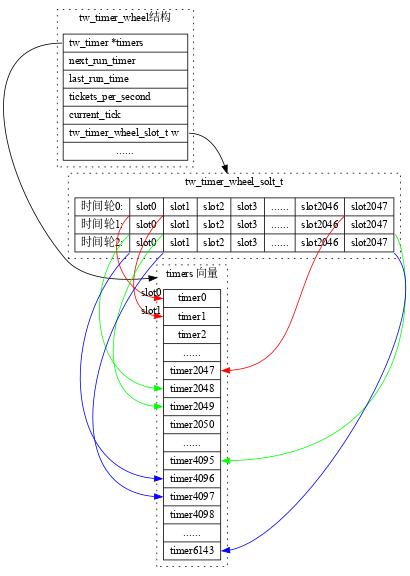 tw_timer_wheel结构
tw_timer *timers
next_run_timer
last_run_time
tickets_per_second
current_tick
tw_timer_wheel_slot_t w
......
tw_timer_wheel_solt_t
时间轮0: slot0 slot1 slot2 slot3 ...... slot2046 slot2047
时间轮1: slot0 slot1 slot2 slot3 ...... slot2046 slot2047
时间轮2: slot0 slot1 slot2 slot3 ...... slot2046 slot2047
timers 向量
slot0
timer0
slot1
timer1
timer2
......
timer2047
timer2048
timer2049
timer2050
......
timer4095
timer4096
timer4097
timer4098
......
timer6143